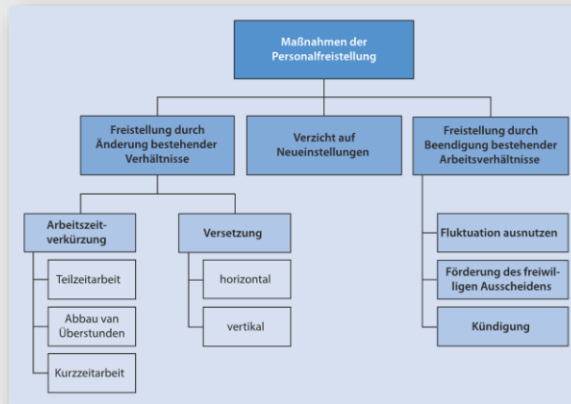 Maßnahmen der
Personalfreistellung
Freistellung durch
Änderung bestehender
Verhältnisse
Verzicht auf
Neueinstellungen
Freistellung durch
Beendigung bestehender
Arbeitsverhältnisse
Arbeitszeit-
verkürzung
Teilzeitarbeit
Abbau van
Überstunden
Kurzzeitarbeit
Versetzung
horizontal
vertikal
Fluktuation ausnutzen
Förderung des freiwil-
ligen Ausscheidens
Kündigung